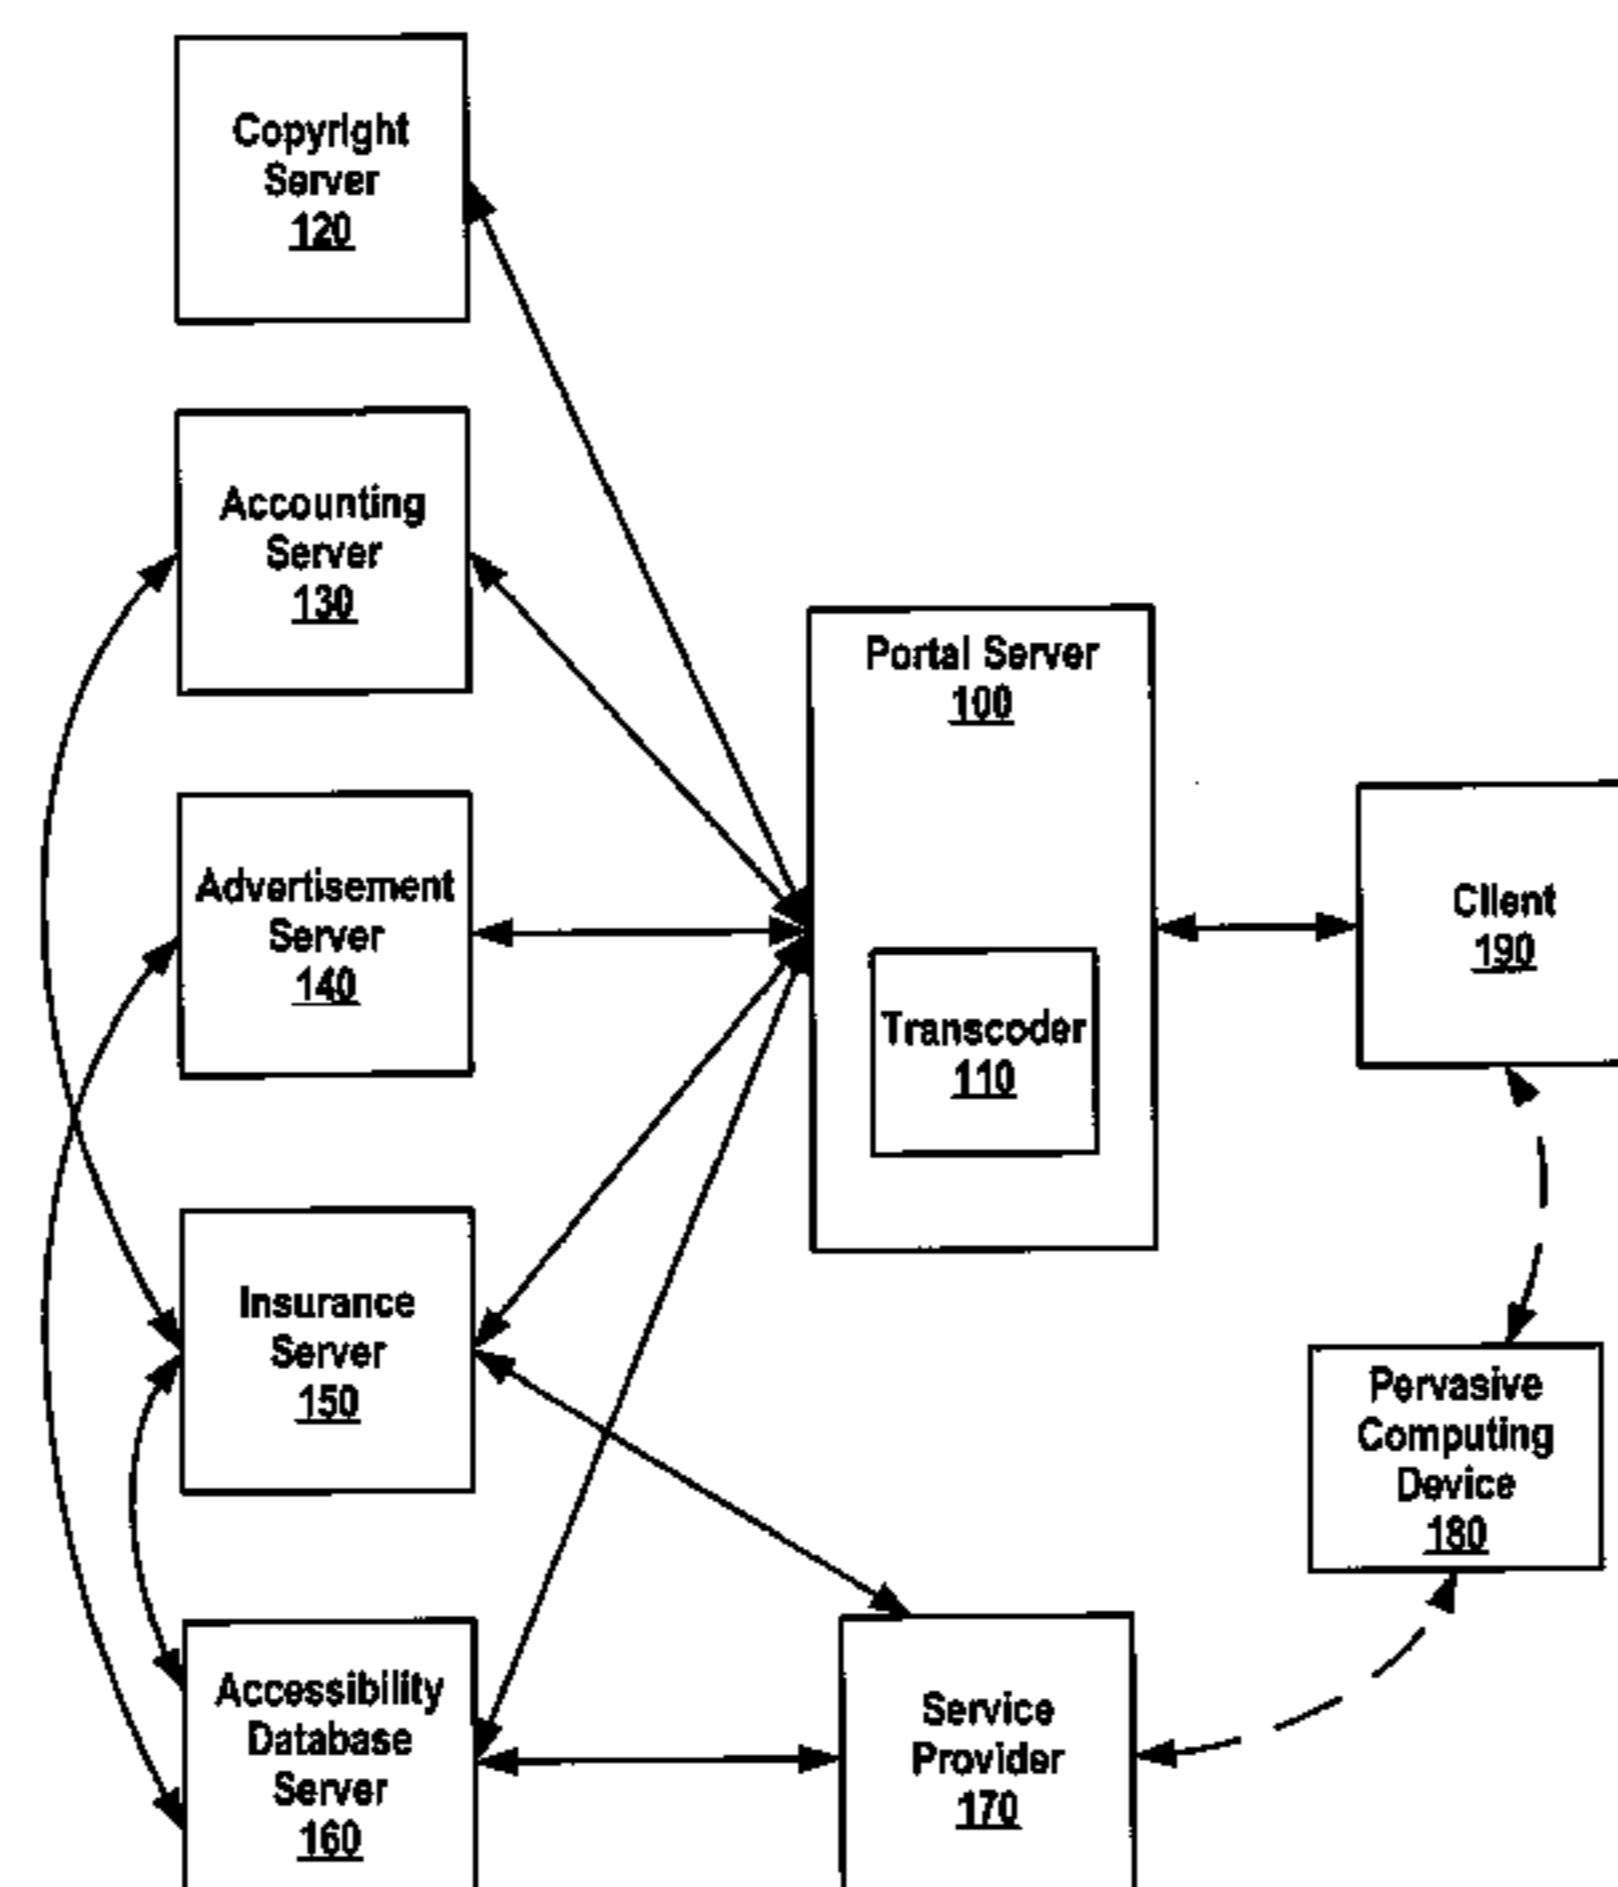 Copyright
Server
120
Accounting
Server
130
Portal Server
100
Advertisement
Server
140
Client
190
Transcoder
110
Insurance
Server
150
Pervasive
Computing
Device
180
Accessibility
Database
Server
160
Service
Provider
170